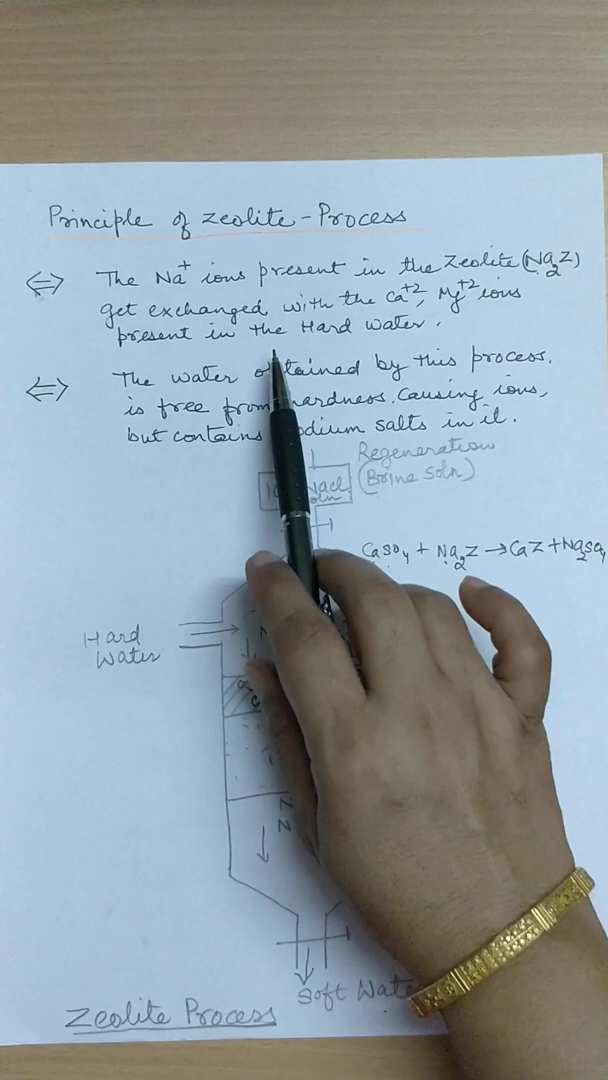 Principle of Zeolite-Process
⇔ The Na⁺ ions present in the Zeolite (Na₂Z)
get exchanged with the Ca⁺², Mg⁺² ions
present in the Hard water.
⇔ The water obtained by this process.
is free from hardness. Causing ions,
but contains sodium salts in it.
Regeneration
(Brine Soln)
NaCl
Soln
CaSO₄ + Na₂Z → CaZ + Na₂SO₄
Hard
Water
Soft Water
Zeolite Process